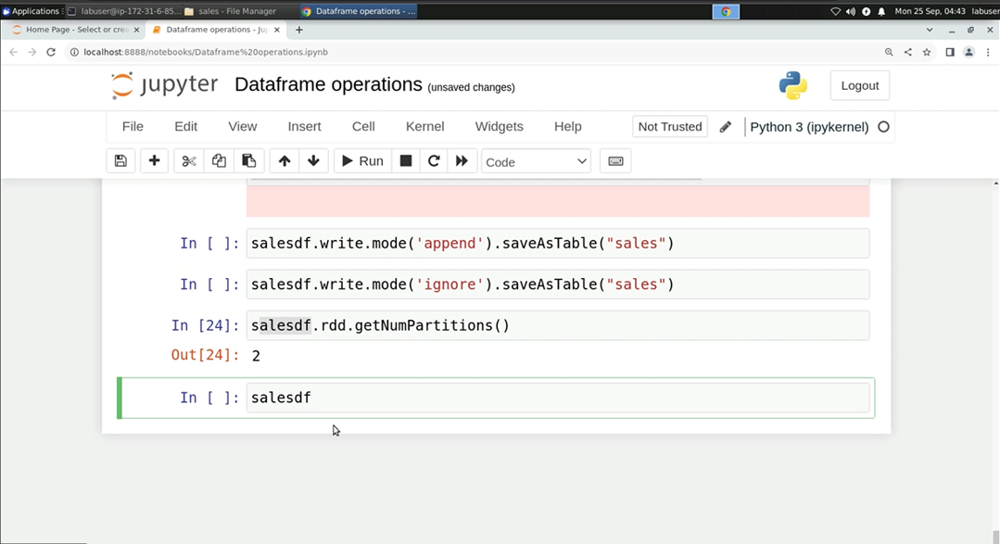 Applications
labuser@ip-172-31-6-85...
sales - File Manager
Dataframe operations - ...
Mon 25 Sep, 04:43
labuser
Home Page - Select or cre
Dataframe operations - Ju
localhost:8888/notebooks/Dataframe%20operations.ipynb
jupyter
Dataframe operations (unsaved changes)
Logout
File Edit View Insert Cell Kernel Widgets Help
Not Trusted
Python 3 (ipykernel)
Run
Code
In [ ]: salesdf.write.mode('append').saveAsTable("sales")
In [ ]: salesdf.write.mode('ignore').saveAsTable("sales")
In [24]: salesdf.rdd.getNumPartitions()
Out[24]: 2
In [ ]: salesdf